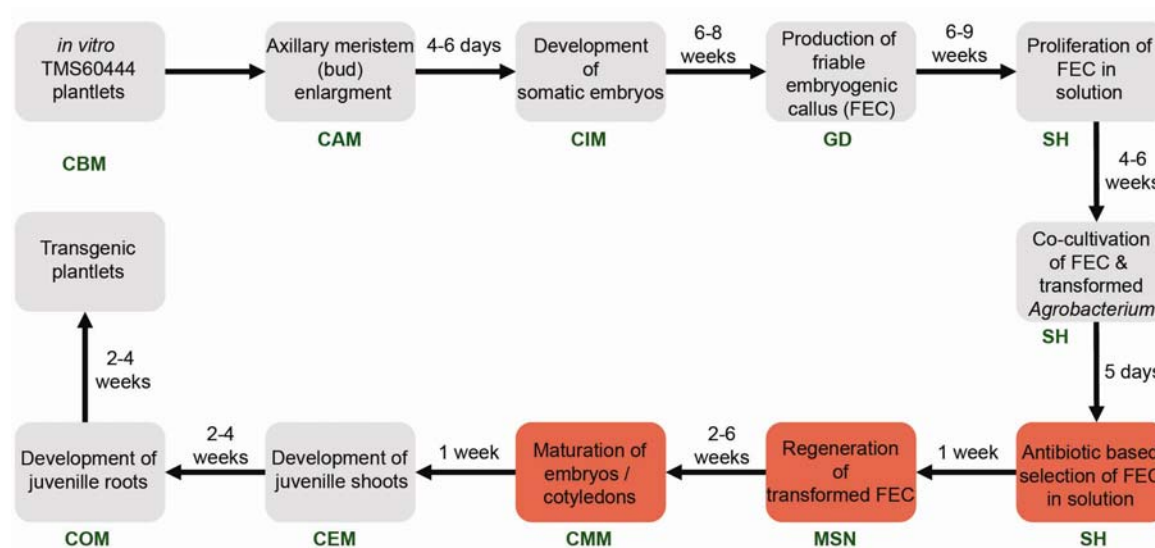 in vitro
TMS60444
plantlets
CBM
Axillary meristem
(bud)
enlargment
CAM
4-6 days
Development
of
somatic embryos
CIM
6-8
weeks
Production of
friable
embryogenic
callus (FEC)
GD
6-9
weeks
Proliferation of
FEC in
solution
SH
4-6
weeks
Co-cultivation
of FEC &
transformed
Agrobacterium
SH
5 days
Antibiotic based
selection of FEC
in solution
SH
1 week
Regeneration
of
transformed FEC
MSN
2-6
weeks
Maturation of
embryos /
cotyledons
CMM
1 week
Development of
juvenille shoots
CEM
2-4
weeks
Development of
juvenille roots
COM
2-4
weeks
Transgenic
plantlets